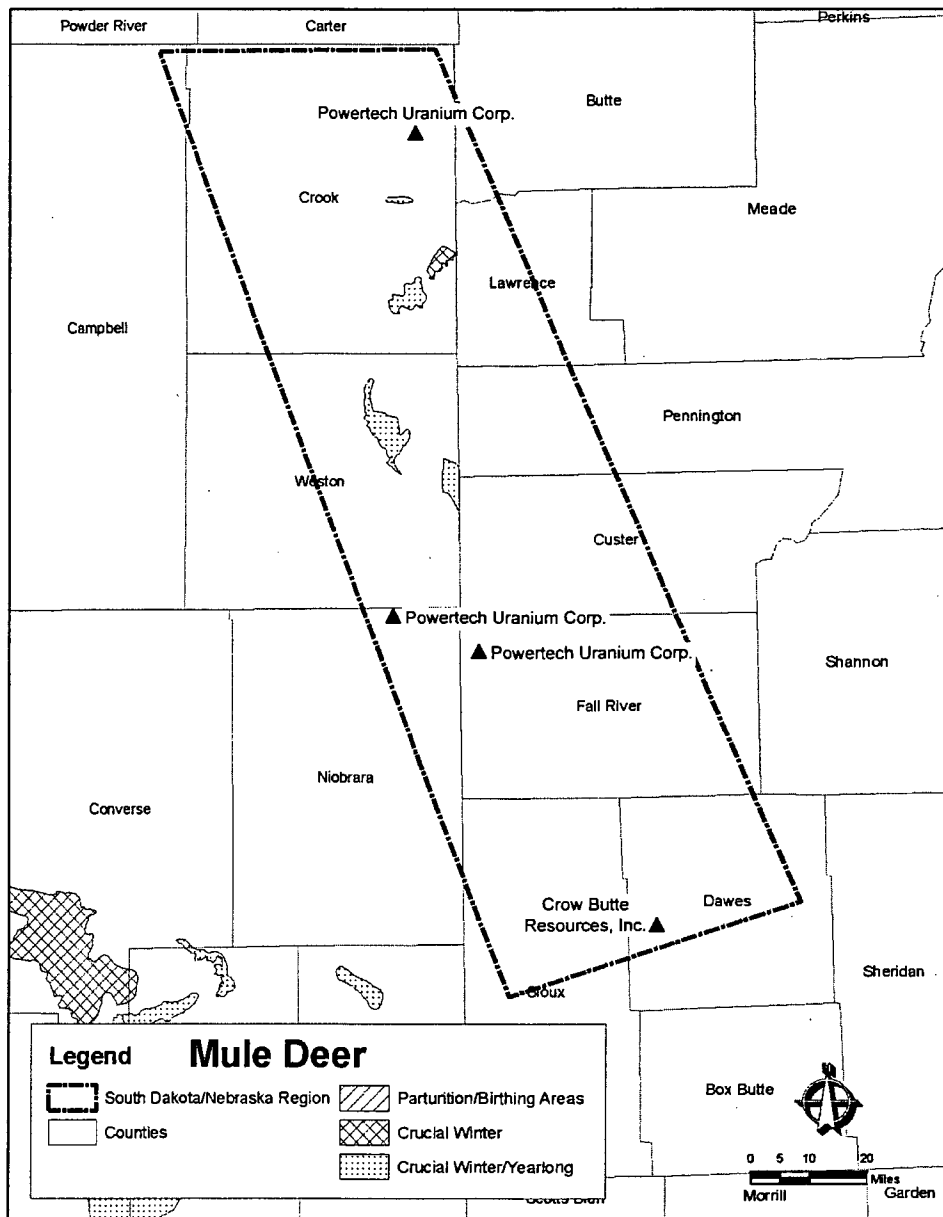 Powder River
Carter
Perkins
Butte
Powertech Uranium Corp.
Crook
Meade
Lawrence
Campbell
Pennington
Weston
Custer
Powertech Uranium Corp.
Powertech Uranium Corp.
Shannon
Fall River
Niobrara
Converse
Crow Butte
Resources, Inc.
Dawes
Sheridan
Sioux
Legend
Mule Deer
South Dakota/Nebraska Region
Counties
Parturition/Birthing Areas
Crucial Winter
Crucial Winter/Yearlong
Box Butte
0 5 10 20
Miles
Morrill
Garden
Scotts Bluff